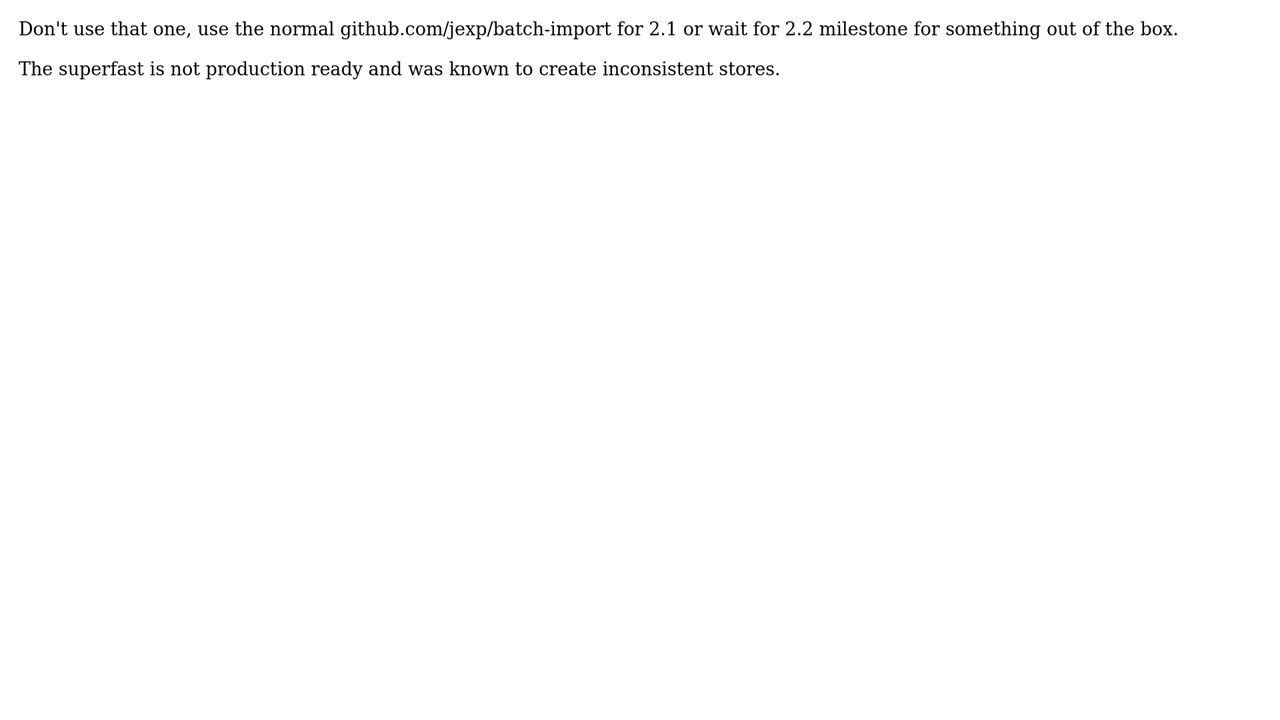 Don't use that one, use the normal github.com/jexp/batch-import for 2.1 or wait for 2.2 milestone for something out of the box.
The superfast is not production ready and was known to create inconsistent stores.